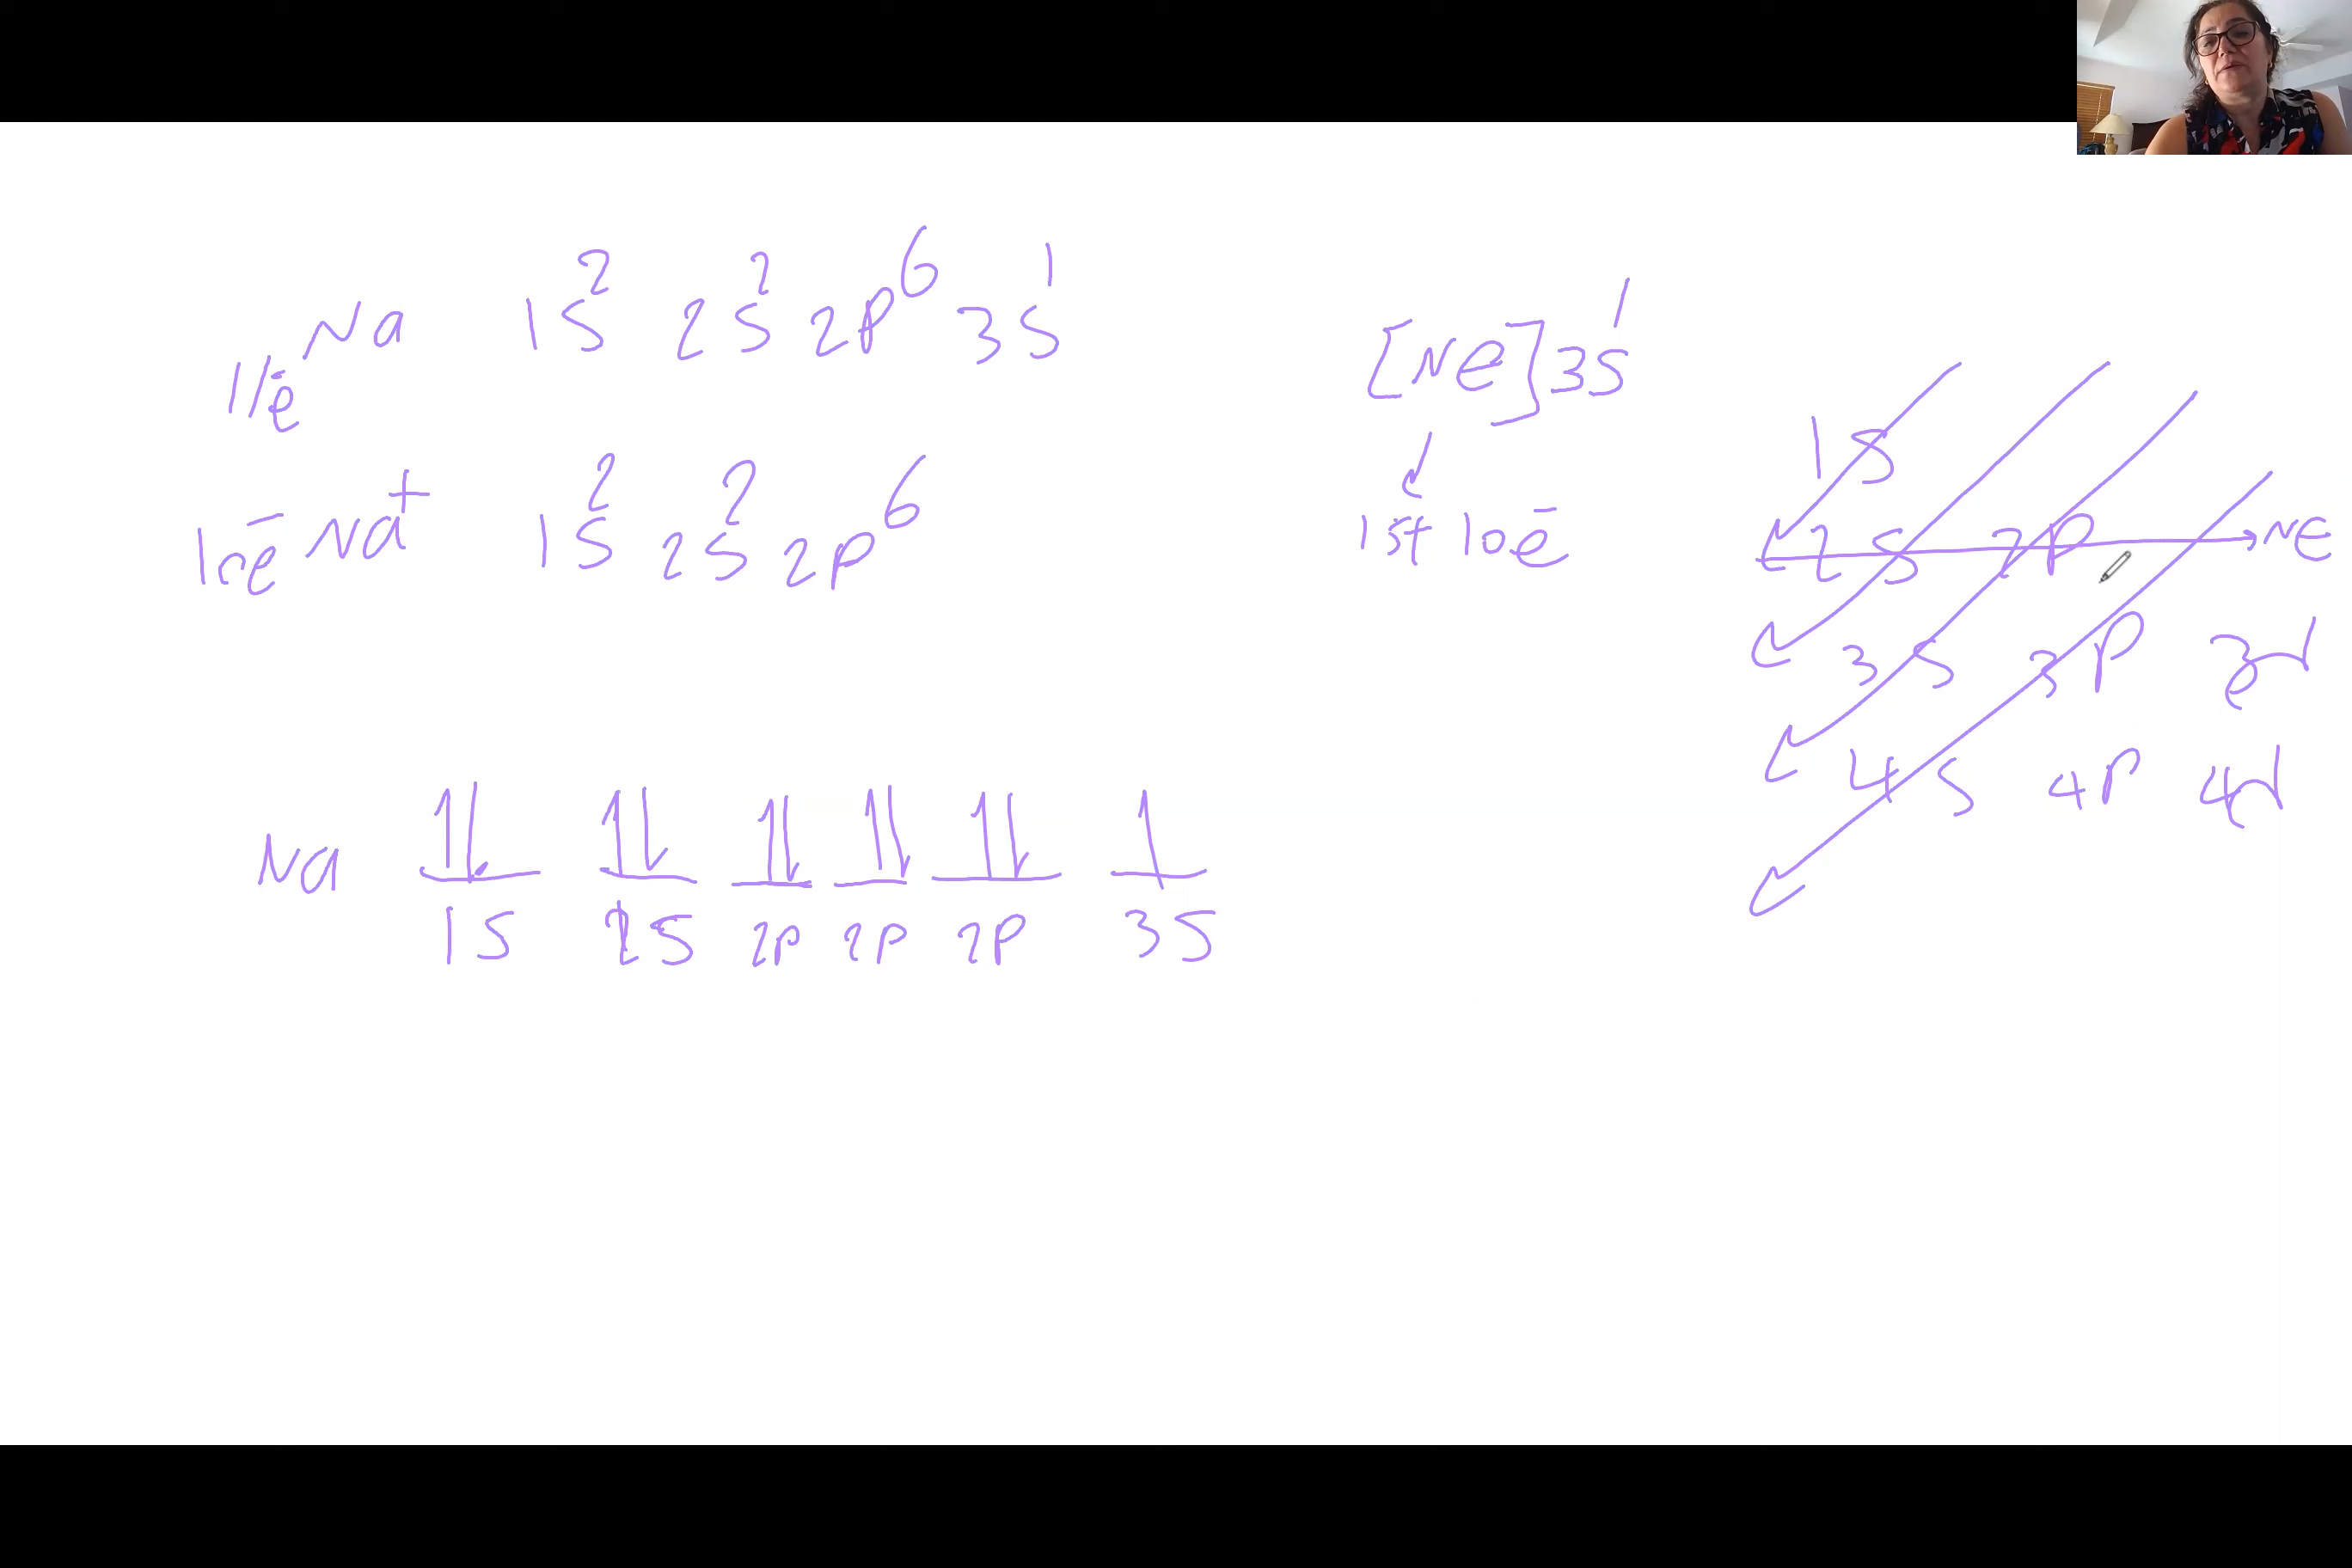 Na 1S² 2S² 2P⁶ 3S¹
11e⁻
Na⁺ 1S² 2S² 2P⁶
10e⁻
[Ne] 3S¹
1st 10e⁻
Na 1S 2S 2P 2P 2P 3S
1S
2S 2P Ne
3S 3P 3d
4S 4P 4d